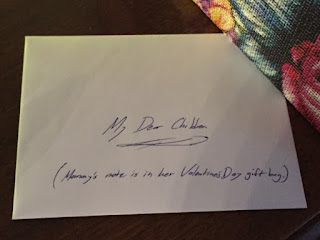 My Dear Children
(Mommy's note is in her Valentines Day gift bag.)